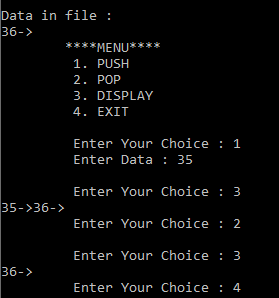 Data in file :
36->
****MENU****
1. PUSH
2. POP
3. DISPLAY
4. EXIT
Enter Your Choice : 1
Enter Data : 35
Enter Your Choice : 3
35->36->
Enter Your Choice : 2
Enter Your Choice : 3
36->
Enter Your Choice : 4